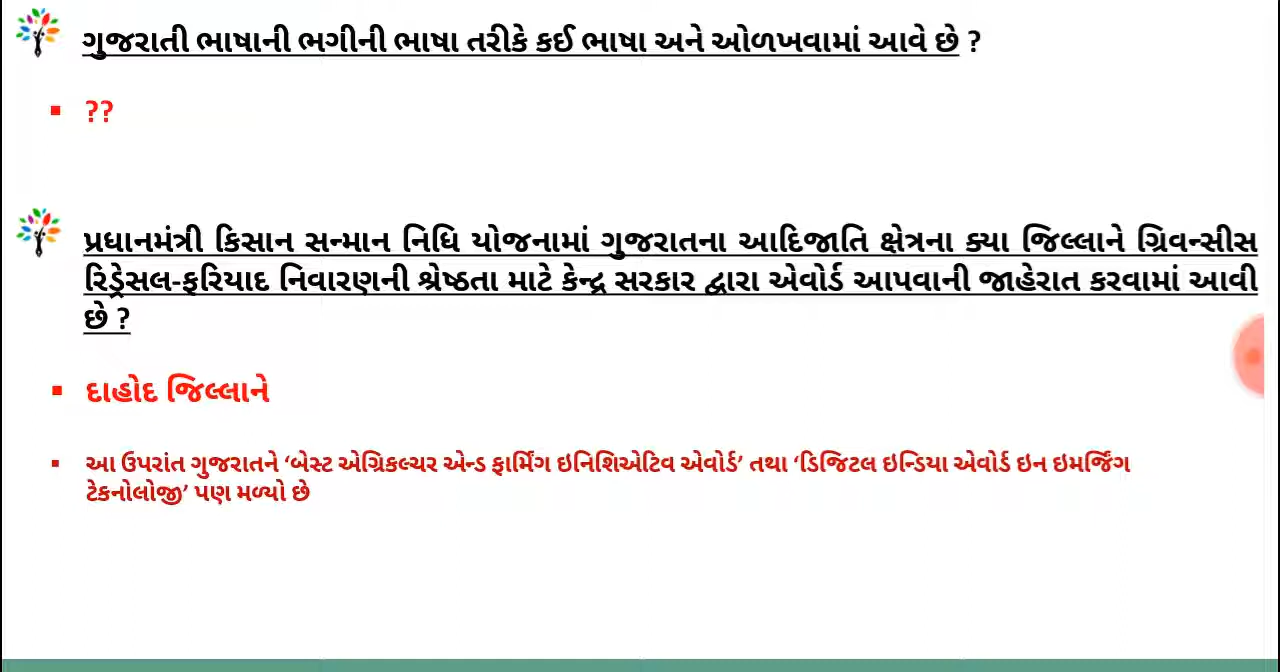 ગુજરાતી ભાષાની ભગીની ભાષા તરીકે કઈ ભાષા અને ઓળખવામાં આવે છે ?
▪ ??
પ્રધાનમંત્રી કિસાન સન્માન નિધિ યોજનામાં ગુજરાતના આદિજાતિ ક્ષેત્રના ક્યા જિલ્લાને ગ્રિવન્સીસ
રિડ્રેસલ-ફરિયાદ નિવારણની શ્રેષ્ઠતા માટે કેન્દ્ર સરકાર દ્વારા એવોર્ડ આપવાની જાહેરાત કરવામાં આવી
છે ?
▪ દાહોદ જિલ્લાને
▪ આ ઉપરાંત ગુજરાતને ‘બેસ્ટ એગ્રિકલ્ચર એન્ડ ફાર્મિંગ ઇનિશિએટિવ એવોર્ડ’ તથા ‘ડિજિટલ ઇન્ડિયા એવોર્ડ ઇન ઇમર્જિંગ
ટેકનોલોજી’ પણ મળ્યો છે